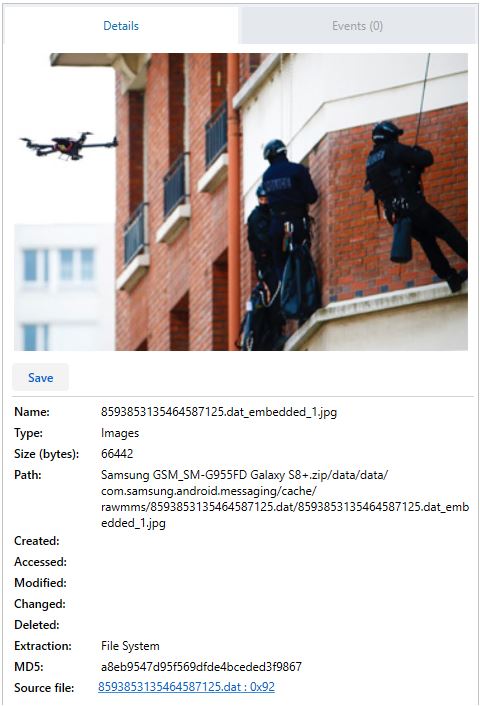 Details
Events (0)
Save
Name: 8593853135464587125.dat_embedded_1.jpg
Type: Images
Size (bytes): 66442
Path: Samsung GSM_SM-G955FD Galaxy S8+.zip/data/data/
com.samsung.android.messaging/cache/
rawmms/8593853135464587125.dat/8593853135464587125.dat_emb
edded_1.jpg
Created:
Accessed:
Modified:
Changed:
Deleted:
Extraction: File System
MD5: a8eb9547d95f569dfde4bceded3f9867
Source file: 8593853135464587125.dat : 0x92